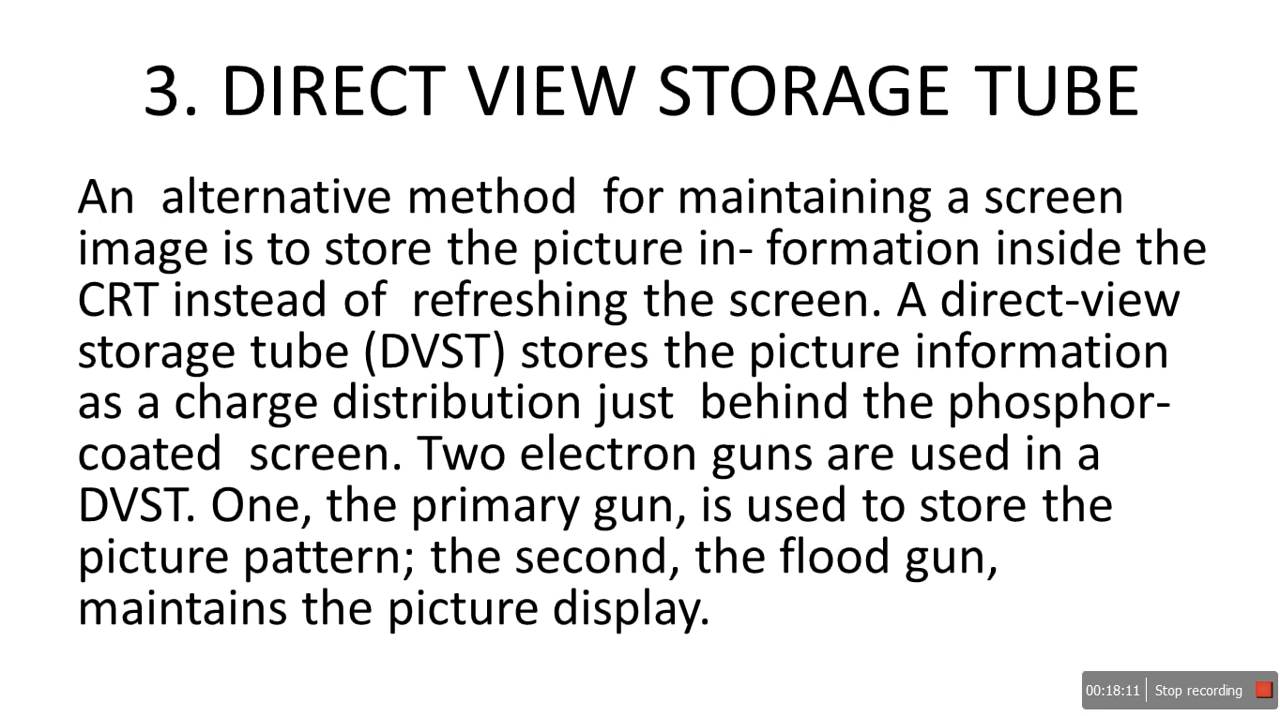 3. DIRECT VIEW STORAGE TUBE
An alternative method for maintaining a screen
image is to store the picture in- formation inside the
CRT instead of refreshing the screen. A direct-view
storage tube (DVST) stores the picture information
as a charge distribution just behind the phosphor-
coated screen. Two electron guns are used in a
DVST. One, the primary gun, is used to store the
picture pattern; the second, the flood gun,
maintains the picture display.
00:18:11 Stop recording